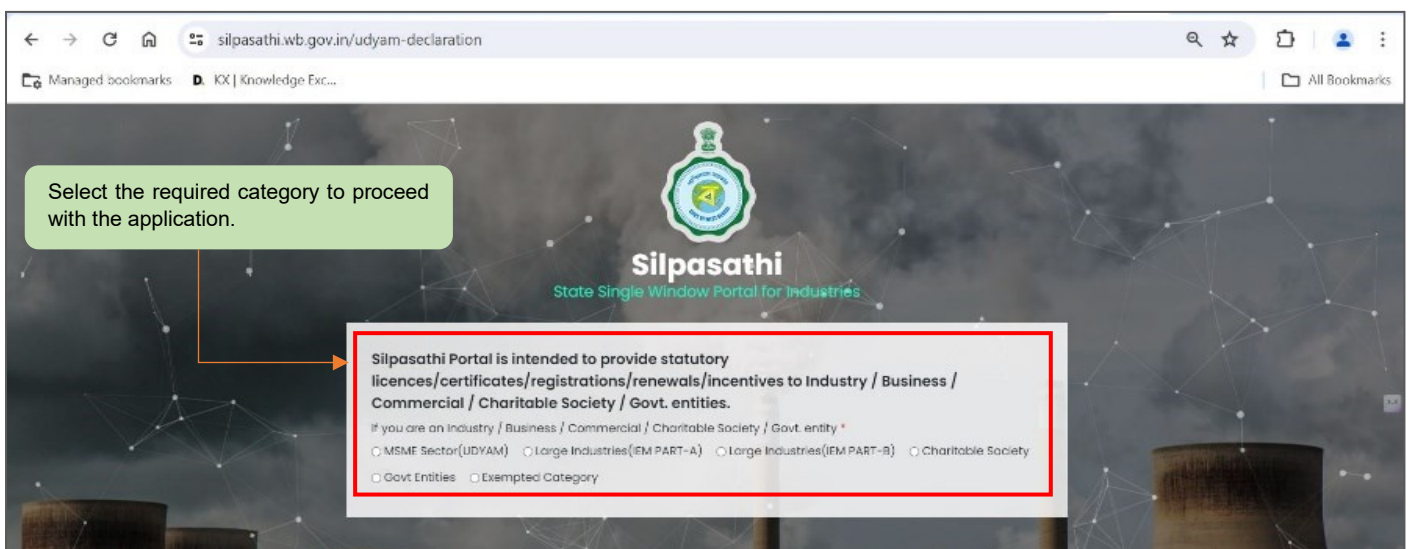 silpasathi.wb.gov.in/udyam-declaration
Managed bookmarks D. KX | Knowledge Exc... All Bookmarks
Select the required category to proceed
with the application.
Silpasathi
State Single Window Portal for Industries
Silpasathi Portal is intended to provide statutory
licences/certificates/registrations/renewals/incentives to Industry / Business /
Commercial / Charitable Society / Govt. entities.
If you are an Industry / Business / Commercial / Charitable Society / Govt. entity *
MSME Sector(UDYAM) Large Industries(IEM PART-A) Large Industries(IEM PART-B) Charitable Society
Govt Entities Exempted Category